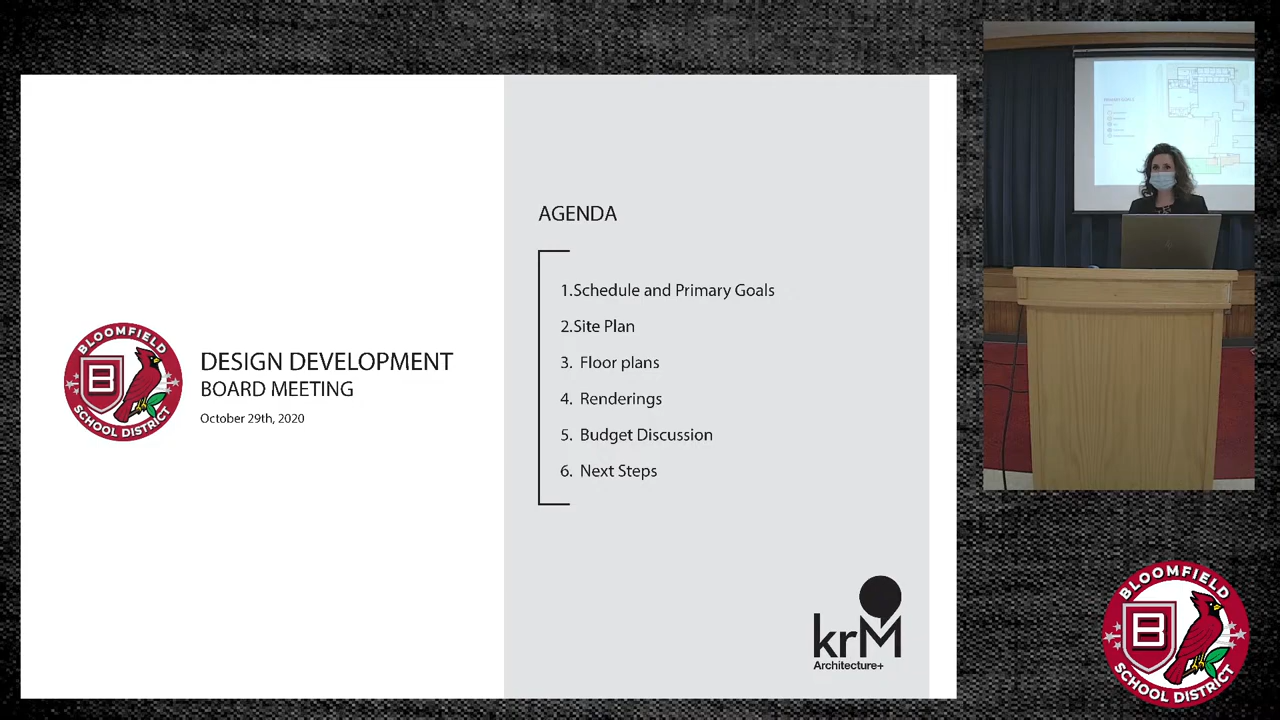 BLOOMFIELD
B
SCHOOL DISTRICT
DESIGN DEVELOPMENT
BOARD MEETING
October 29th, 2020
AGENDA
1.Schedule and Primary Goals
2.Site Plan
3. Floor plans
4. Renderings
5. Budget Discussion
6. Next Steps
krM
Architecture+
BLOOMFIELD
B
SCHOOL DISTRICT